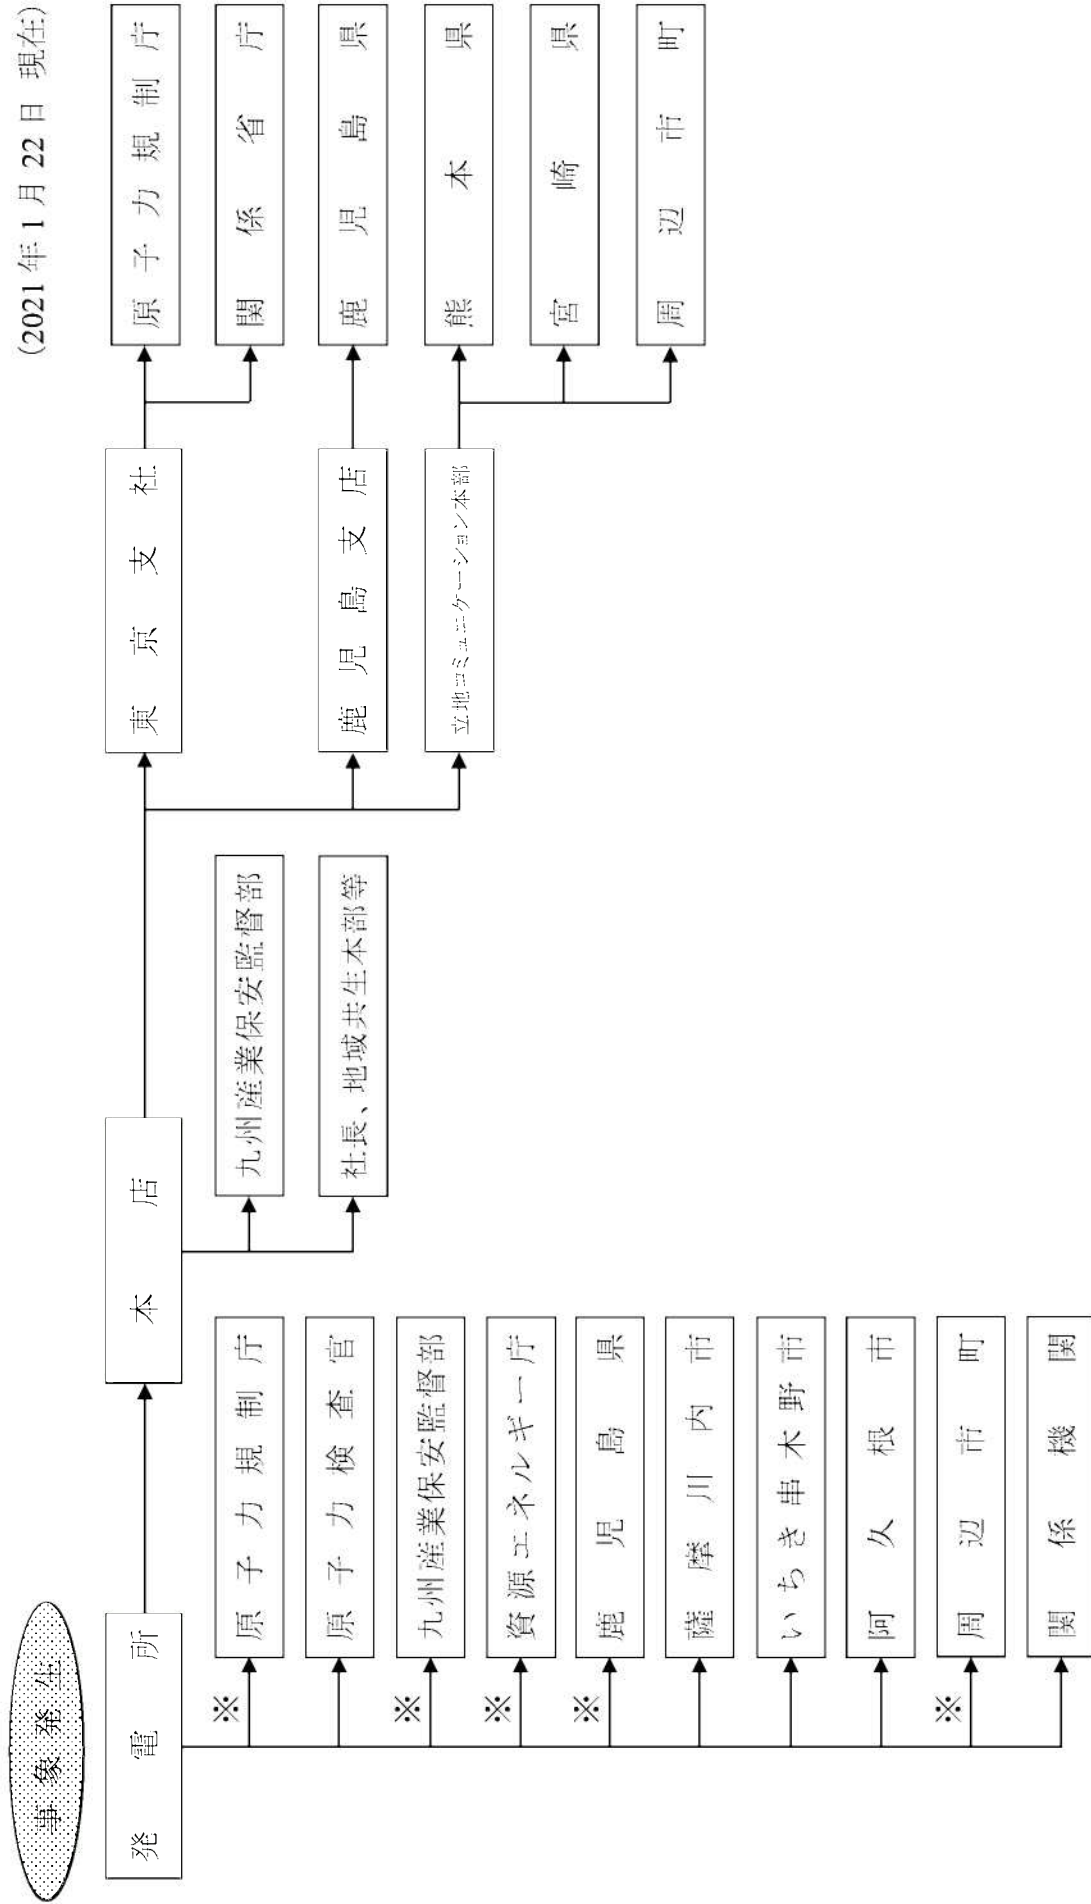 (2021年1月22日 現在)
事象発生
発電所
本店
東京支社
原子力規制庁
関係省庁
鹿児島支店
鹿児島県
立地コミュニケーション本部
熊本県
宮崎県
周辺市町
九州産業保安監督部
社長、地域共生本部等
※
原子力規制庁
原子力検査官
※
九州産業保安監督部
※
資源エネルギー庁
※
鹿児島県
薩摩川内市
いちき串木野市
阿久根市
※
周辺市町
関係機関